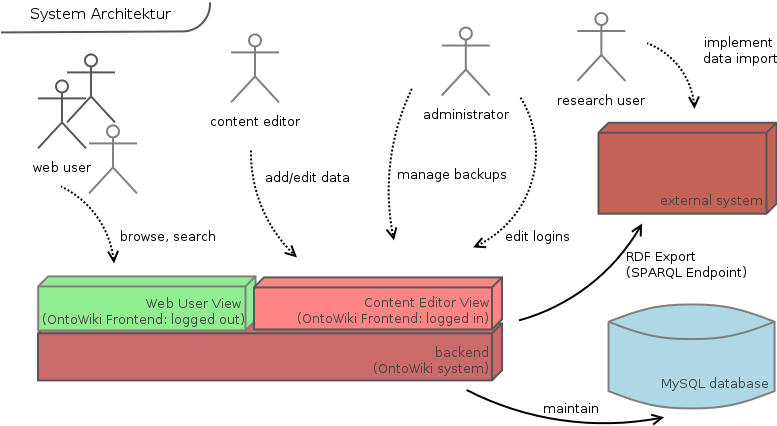 System Architektur
implement
data import
research user
content editor
administrator
web user
add/edit data
manage backups
external system
browse, search
edit logins
RDF Export
(SPARQL Endpoint)
Web User View
(OntoWiki Frontend: logged out)
Content Editor View
(OntoWiki Frontend: logged in)
backend
(OntoWiki system)
MySQL database
maintain